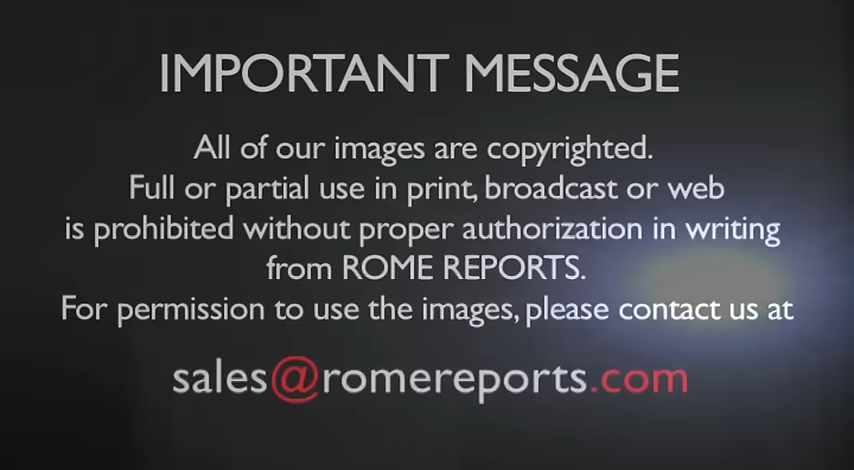 IMPORTANT MESSAGE
All of our images are copyrighted.
Full or partial use in print, broadcast or web
is prohibited without proper authorization in writing
from ROME REPORTS.
For permission to use the images, please contact us at
sales@romereports.com